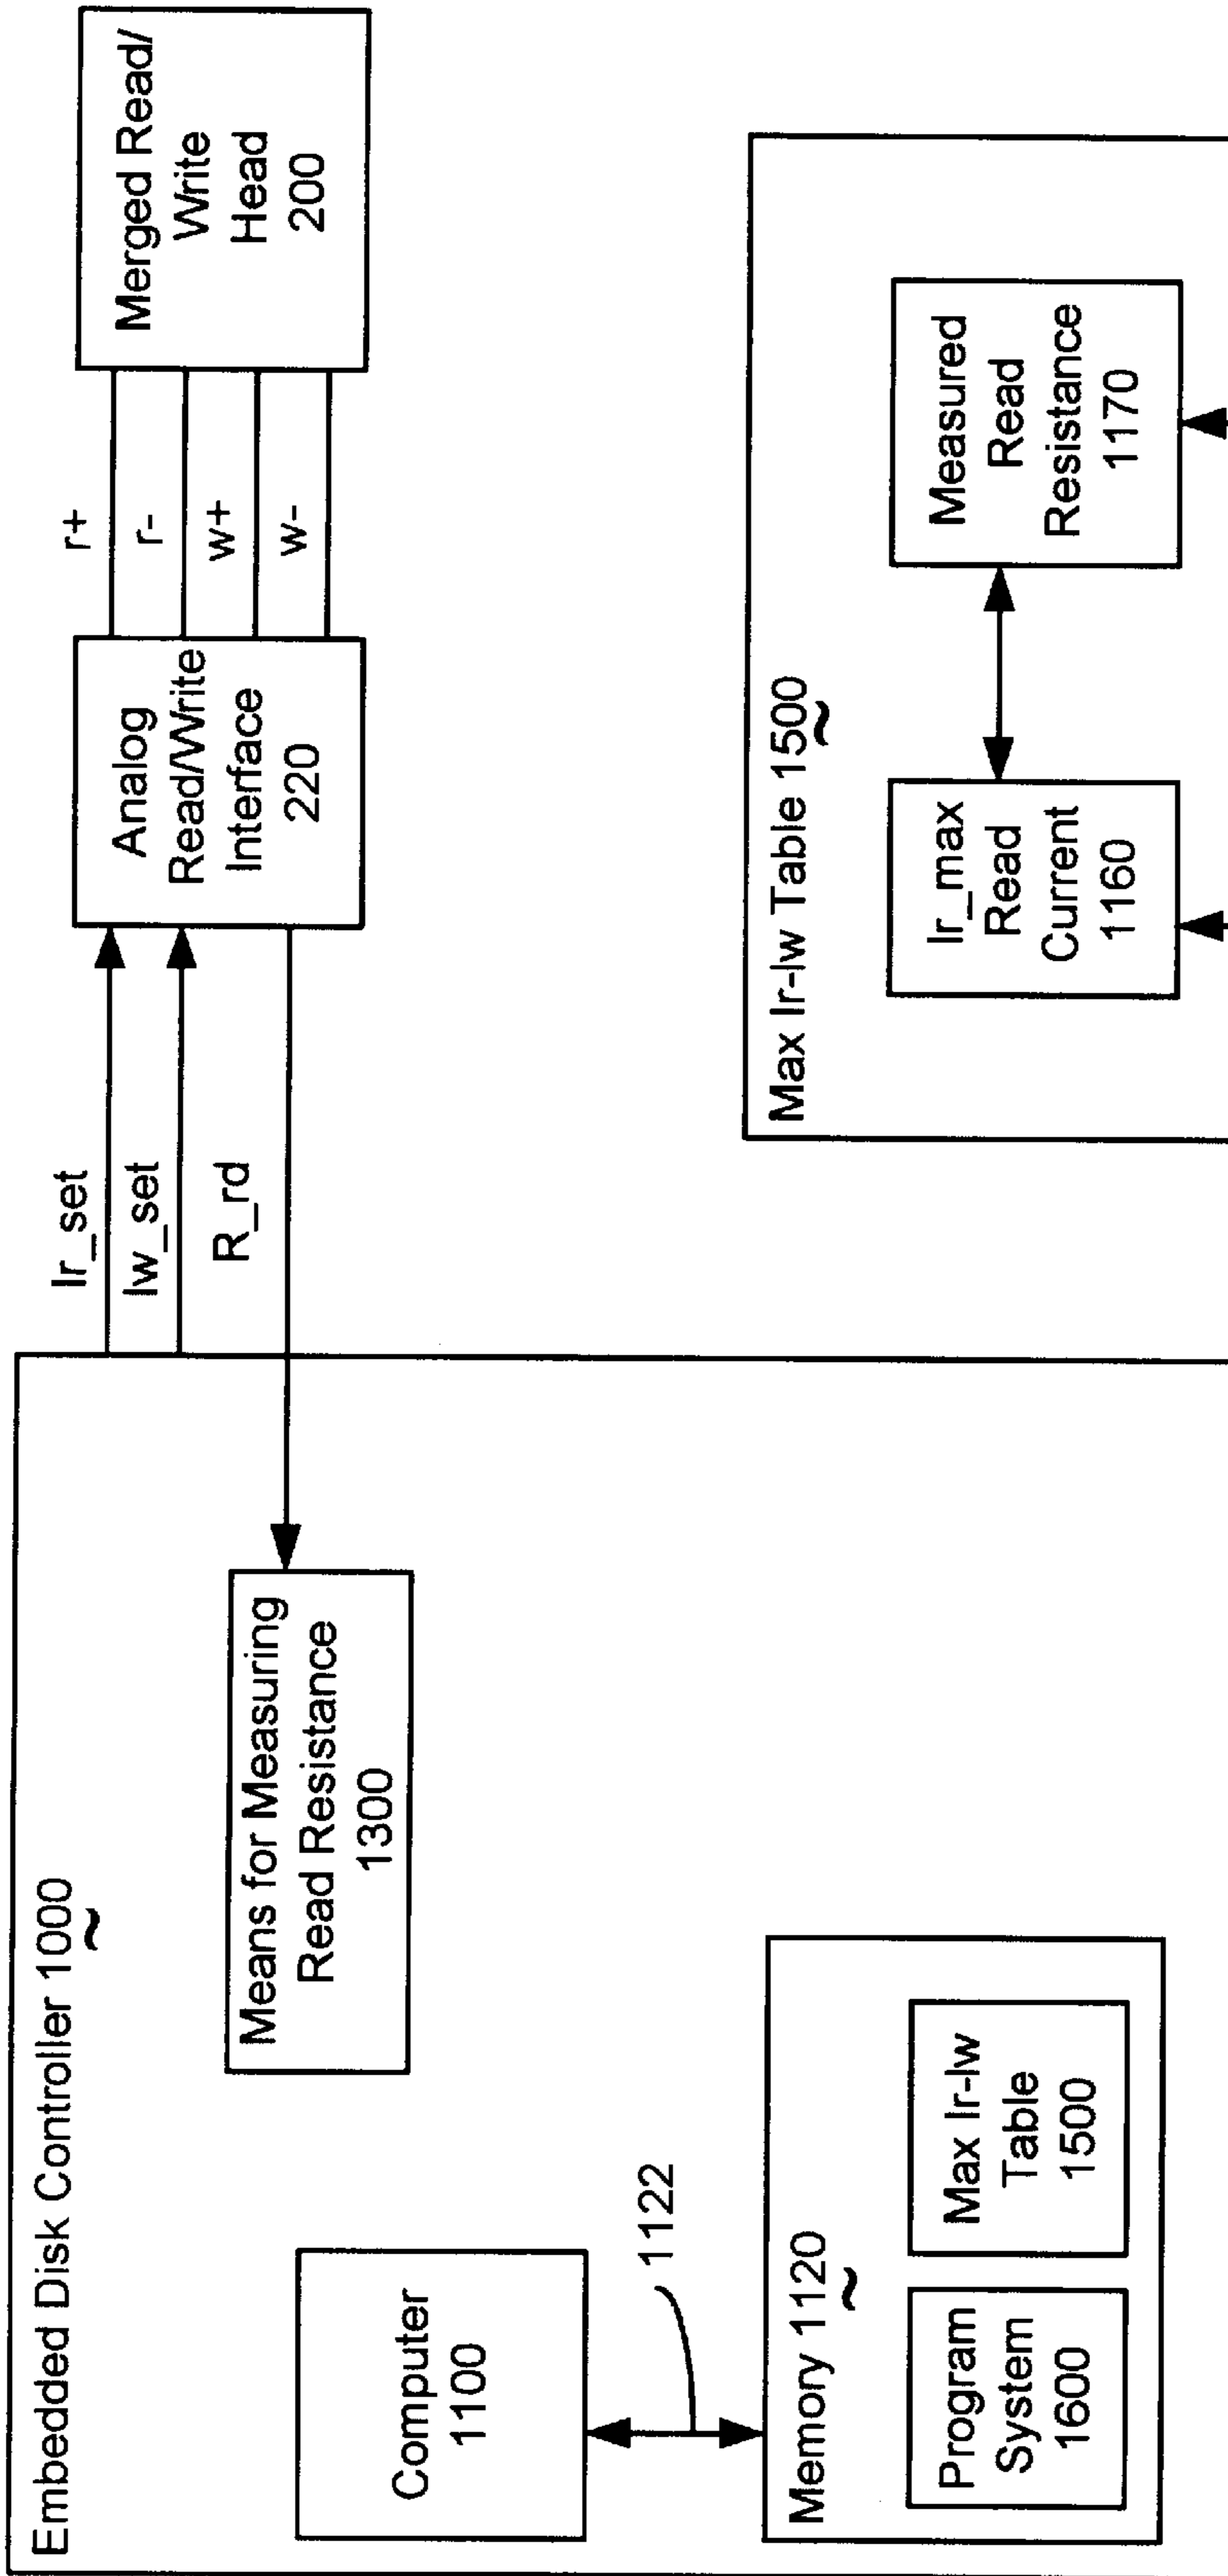 Embedded Disk Controller 1000
Computer
1100
1122
Memory 1120
Program
System
1600
Max Ir-Iw
Table
1500
Means for Measuring
Read Resistance
1300
Ir_set
Iw_set
R_rd
Analog
Read/Write
Interface
220
r+
r-
w+
w-
Merged Read/
Write
Head
200
Max Ir-Iw Table 1500
Ir_max
Read
Current
1160
Measured
Read
Resistance
1170